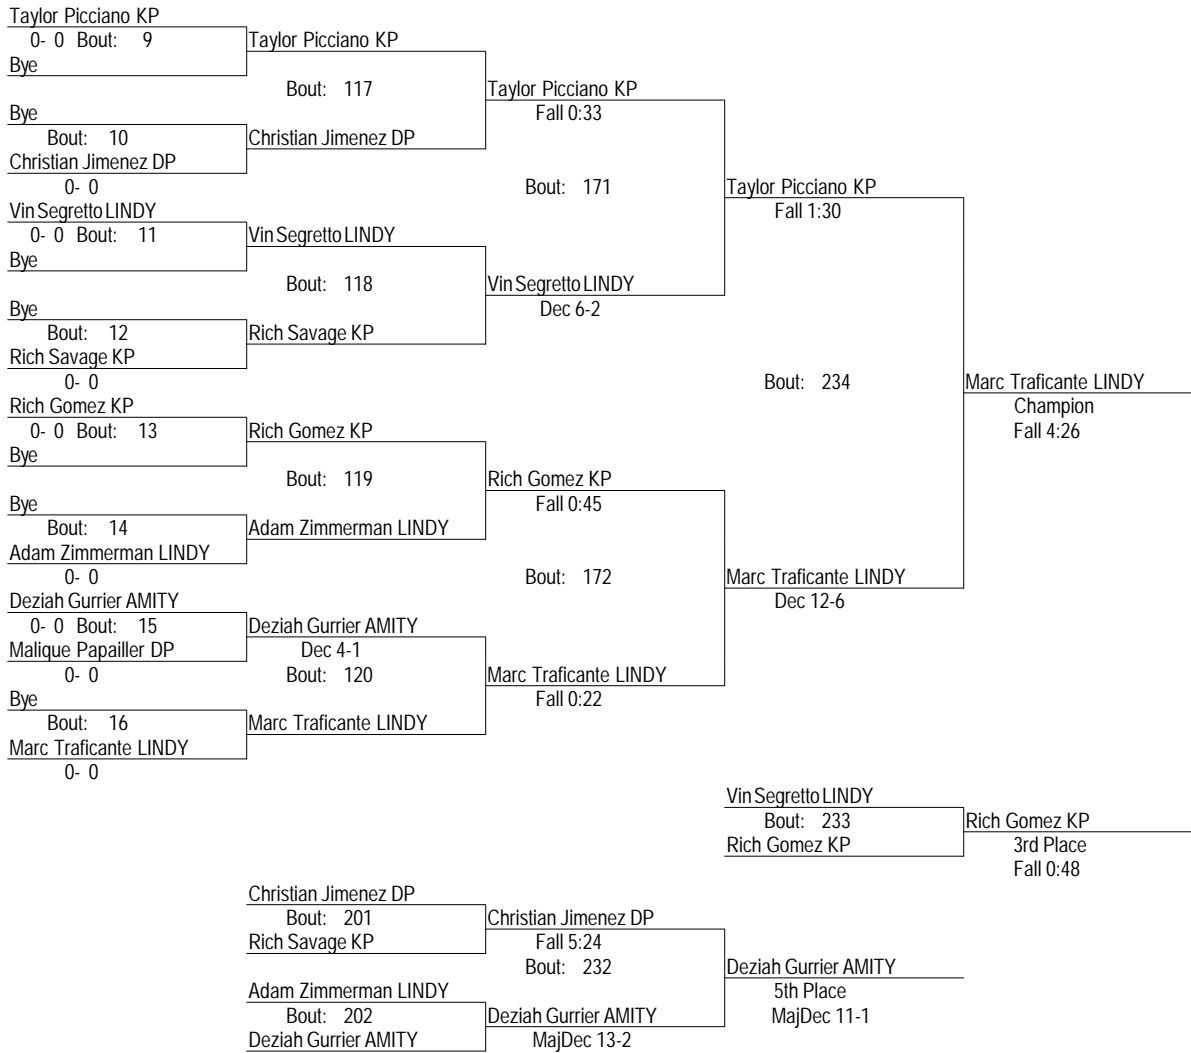 Taylor Picciano KP
0- 0 Bout: 9
Taylor Picciano KP
Bye
Bout: 117
Taylor Picciano KP
Bye
Fall 0:33
Bout: 10
Christian Jimenez DP
Christian Jimenez DP
0- 0
Bout: 171
Taylor Picciano KP
Vin Segretto LINDY
Fall 1:30
0- 0 Bout: 11
Vin Segretto LINDY
Bye
Bout: 118
Vin Segretto LINDY
Bye
Dec 6-2
Bout: 12
Rich Savage KP
Rich Savage KP
0- 0
Bout: 234
Marc Traficante LINDY
Rich Gomez KP
Champion
0- 0 Bout: 13
Rich Gomez KP
Fall 4:26
Bye
Bout: 119
Rich Gomez KP
Bye
Fall 0:45
Bout: 14
Adam Zimmerman LINDY
Adam Zimmerman LINDY
0- 0
Bout: 172
Marc Traficante LINDY
Deziah Gurrier AMITY
Dec 12-6
0- 0 Bout: 15
Deziah Gurrier AMITY
Malique Papailler DP
Dec 4-1
0- 0
Bout: 120
Marc Traficante LINDY
Bye
Fall 0:22
Bout: 16
Marc Traficante LINDY
Marc Traficante LINDY
0- 0
Vin Segretto LINDY
Bout: 233
Rich Gomez KP
Rich Gomez KP
3rd Place
Fall 0:48
Christian Jimenez DP
Bout: 201
Christian Jimenez DP
Rich Savage KP
Fall 5:24
Bout: 232
Deziah Gurrier AMITY
Adam Zimmerman LINDY
5th Place
Bout: 202
Deziah Gurrier AMITY
MajDec 11-1
Deziah Gurrier AMITY
MajDec 13-2